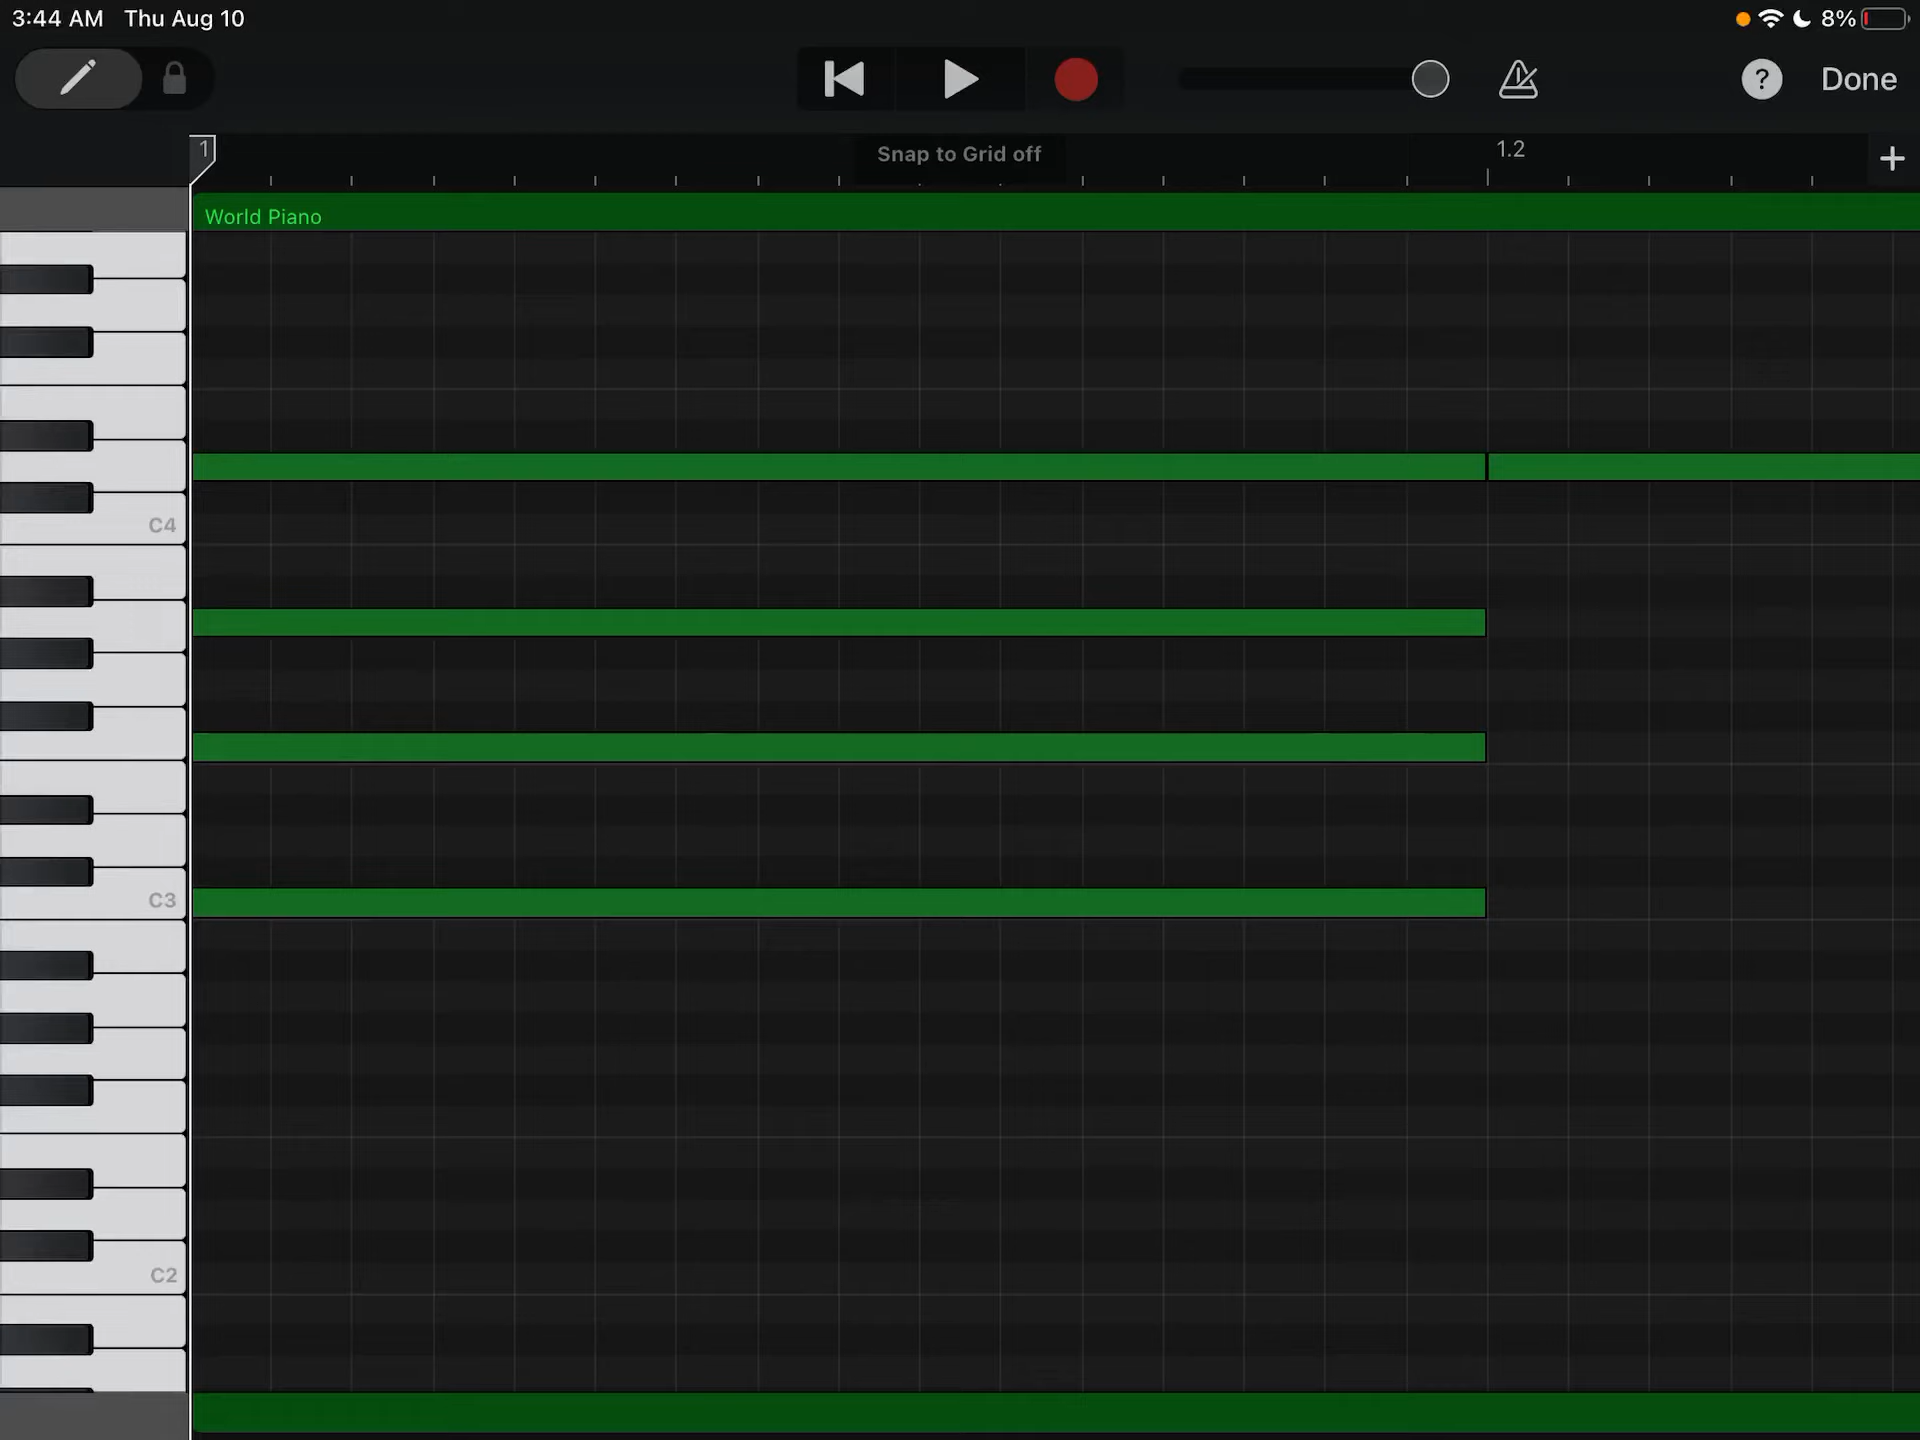 3:44 AM Thu Aug 10
8%
?
Done
1
Snap to Grid off
1.2
World Piano
C4
C3
C2